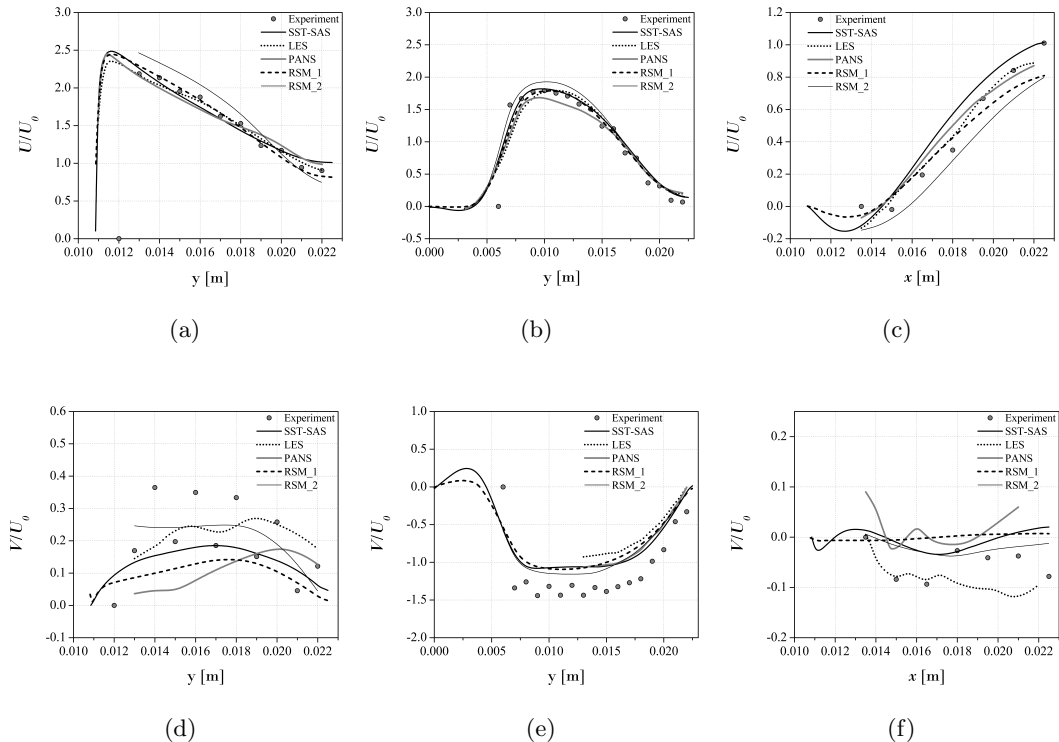 Experiment
SST-SAS
LES
PANS
RSM_1
RSM_2
3.0
2.5
2.0
1.5
1.0
0.5
0.0
U/U0
0.010 0.012 0.014 0.016 0.018 0.020 0.022
y [m]
(a)
Experiment
SST-SAS
LES
PANS
RSM_1
RSM_2
2.5
2.0
1.5
1.0
0.5
0.0
-0.5
U/U0
0.000 0.005 0.010 0.015 0.020
y [m]
(b)
Experiment
SST-SAS
LES
PANS
RSM_1
RSM_2
1.2
1.0
0.8
0.6
0.4
0.2
0.0
-0.2
U/U0
0.010 0.012 0.014 0.016 0.018 0.020 0.022
x [m]
(c)
Experiment
SST-SAS
LES
PANS
RSM_1
RSM_2
0.6
0.5
0.4
0.3
0.2
0.1
0.0
-0.1
V/U0
0.010 0.012 0.014 0.016 0.018 0.020 0.022
y [m]
(d)
Experiment
SST-SAS
LES
PANS
RSM_1
RSM_2
1.0
0.5
0.0
-0.5
-1.0
-1.5
-2.0
V/U0
0.000 0.005 0.010 0.015 0.020
y [m]
(e)
Experiment
SST-SAS
LES
PANS
RSM_1
RSM_2
0.2
0.1
0.0
-0.1
-0.2
V/U0
0.010 0.012 0.014 0.016 0.018 0.020 0.022
x [m]
(f)